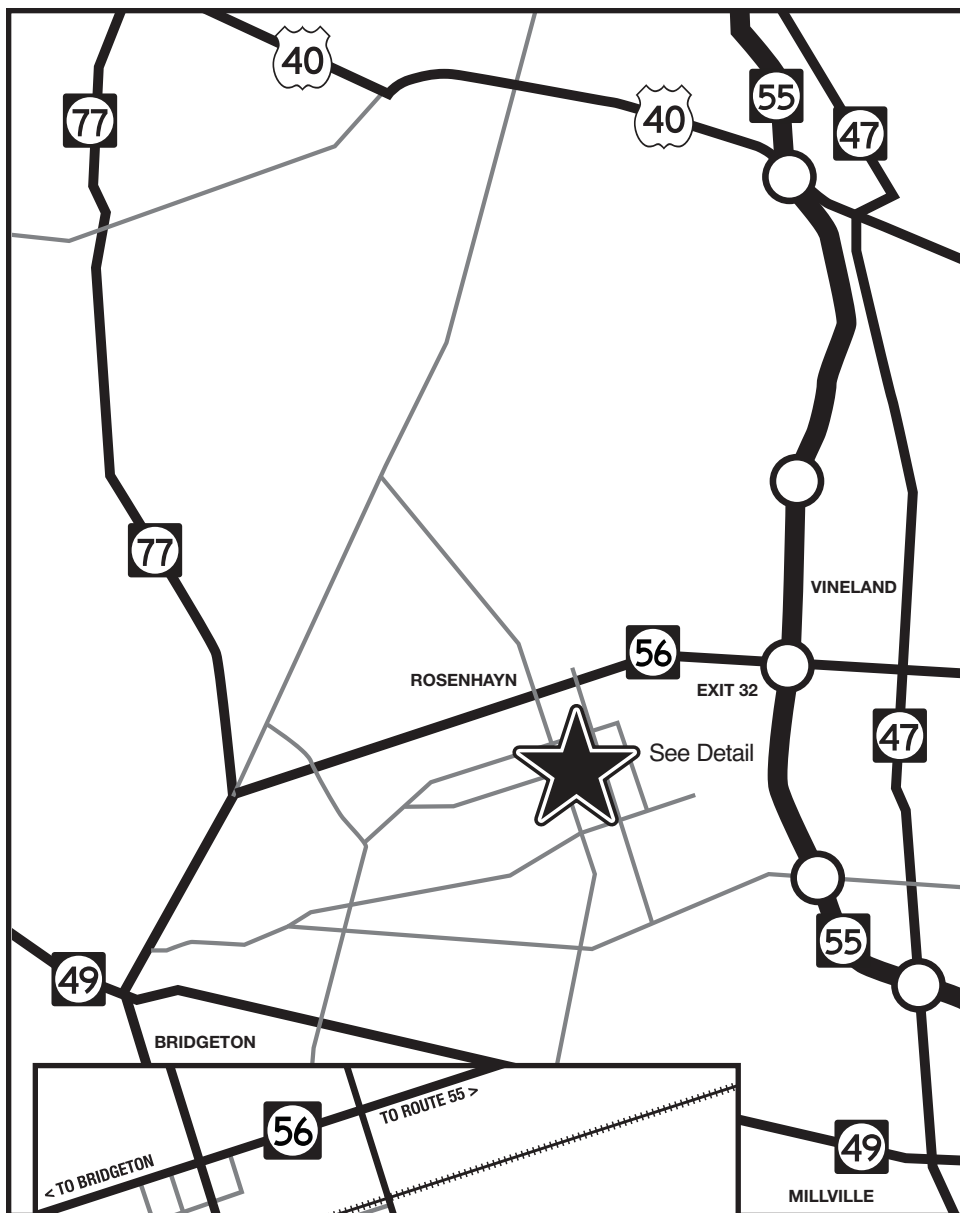 40
55
77
40
47
77
VINELAND
56
ROSENHAYN
EXIT 32
47
See Detail
55
49
BRIDGETON
TO ROUTE 55 >
56
< TO BRIDGETON
49
MILLVILLE